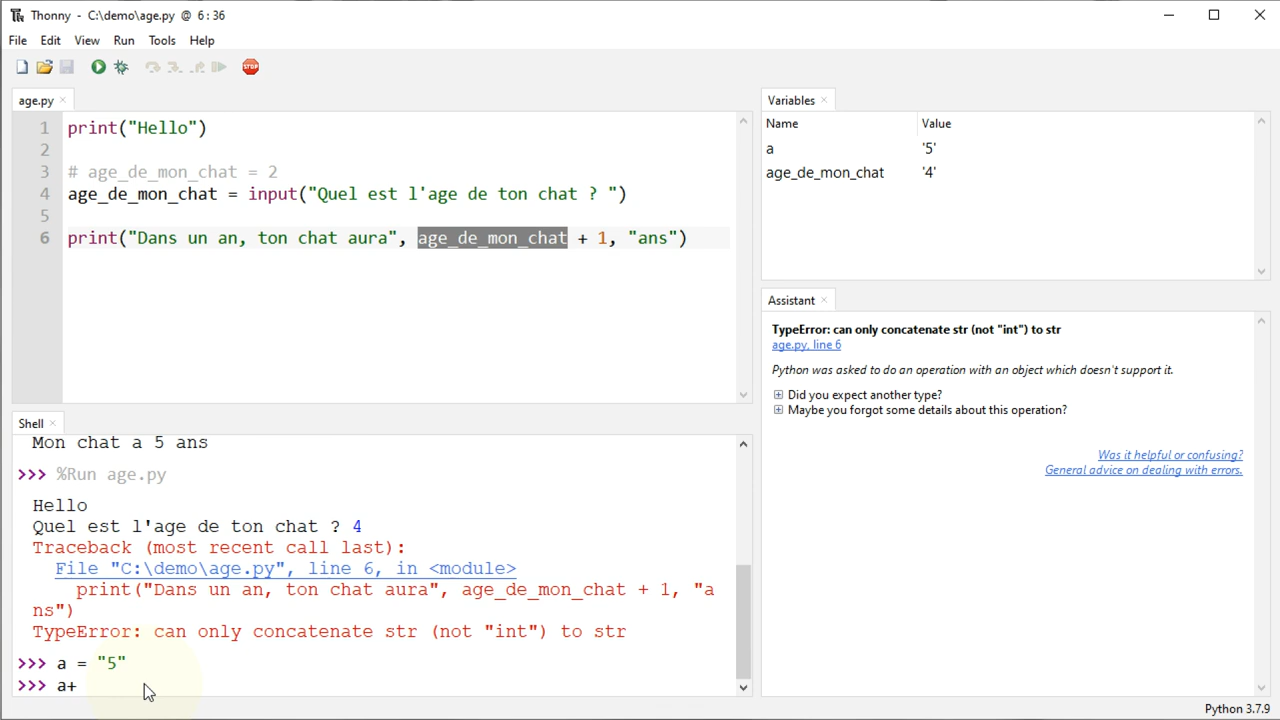 Thonny - C:\demo\age.py @ 6:36
File Edit View Run Tools Help
STOP
age.py
1 print("Hello")
2
3 # age_de_mon_chat = 2
4 age_de_mon_chat = input("Quel est l'age de ton chat ? ")
5
6 print("Dans un an, ton chat aura", age_de_mon_chat + 1, "ans")
Variables
Name Value
a '5'
age_de_mon_chat '4'
Assistant
TypeError: can only concatenate str (not "int") to str
age.py, line 6
Python was asked to do an operation with an object which doesn't support it.
Did you expect another type?
Maybe you forgot some details about this operation?
Was it helpful or confusing?
General advice on dealing with errors.
Shell
Mon chat a 5 ans
>>> %Run age.py
Hello
Quel est l'age de ton chat ? 4
Traceback (most recent call last):
File "C:\demo\age.py", line 6, in <module>
print("Dans un an, ton chat aura", age_de_mon_chat + 1, "a
ns")
TypeError: can only concatenate str (not "int") to str
>>> a = "5"
>>> a+
Python 3.7.9